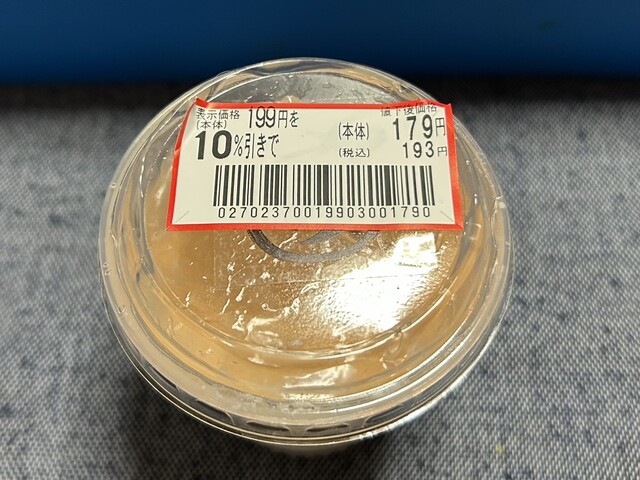 表示価格 199円を
(本体)
10%引きで
値下後価格
(本体) 179円
(税込) 193円
02702370019903001790